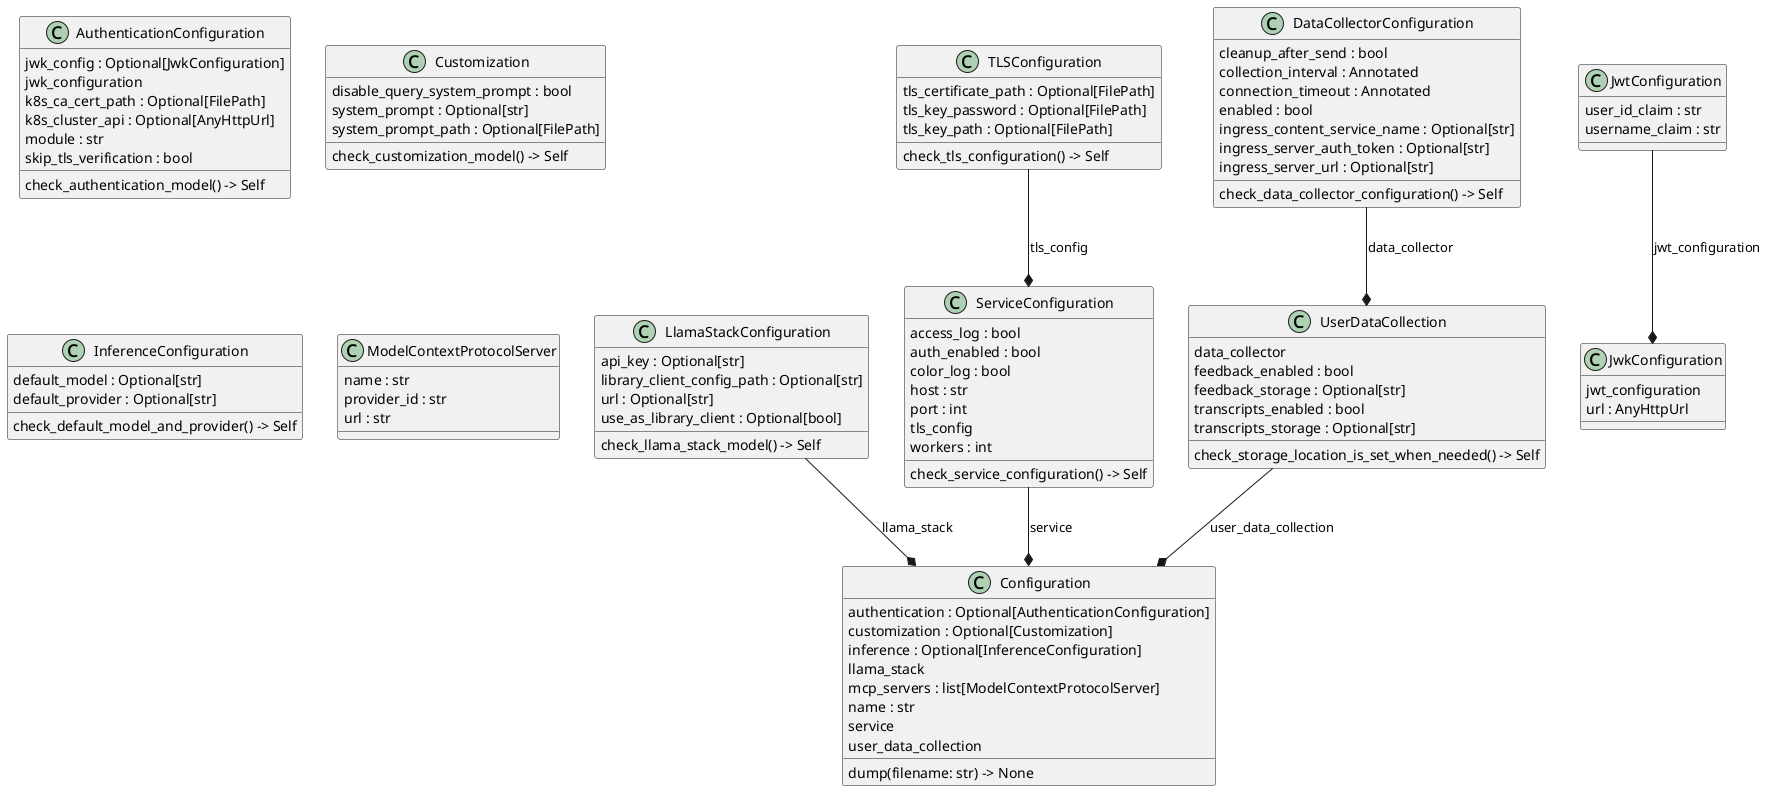 C AuthenticationConfiguration
jwk_config : Optional[JwkConfiguration]
jwk_configuration
k8s_ca_cert_path : Optional[FilePath]
k8s_cluster_api : Optional[AnyHttpUrl]
module : str
skip_tls_verification : bool
check_authentication_model() -> Self
C Customization
disable_query_system_prompt : bool
system_prompt : Optional[str]
system_prompt_path : Optional[FilePath]
check_customization_model() -> Self
C TLSConfiguration
tls_certificate_path : Optional[FilePath]
tls_key_password : Optional[FilePath]
tls_key_path : Optional[FilePath]
check_tls_configuration() -> Self
C DataCollectorConfiguration
cleanup_after_send : bool
collection_interval : Annotated
connection_timeout : Annotated
enabled : bool
ingress_content_service_name : Optional[str]
ingress_server_auth_token : Optional[str]
ingress_server_url : Optional[str]
check_data_collector_configuration() -> Self
C JwtConfiguration
user_id_claim : str
username_claim : str
tls_config
data_collector
jwt_configuration
C InferenceConfiguration
default_model : Optional[str]
default_provider : Optional[str]
check_default_model_and_provider() -> Self
C ModelContextProtocolServer
name : str
provider_id : str
url : str
C LlamaStackConfiguration
api_key : Optional[str]
library_client_config_path : Optional[str]
url : Optional[str]
use_as_library_client : Optional[bool]
check_llama_stack_model() -> Self
C ServiceConfiguration
access_log : bool
auth_enabled : bool
color_log : bool
host : str
port : int
tls_config
workers : int
check_service_configuration() -> Self
C UserDataCollection
data_collector
feedback_enabled : bool
feedback_storage : Optional[str]
transcripts_enabled : bool
transcripts_storage : Optional[str]
check_storage_location_is_set_when_needed() -> Self
C JwkConfiguration
jwt_configuration
url : AnyHttpUrl
llama_stack
service
user_data_collection
C Configuration
authentication : Optional[AuthenticationConfiguration]
customization : Optional[Customization]
inference : Optional[InferenceConfiguration]
llama_stack
mcp_servers : list[ModelContextProtocolServer]
name : str
service
user_data_collection
dump(filename: str) -> None